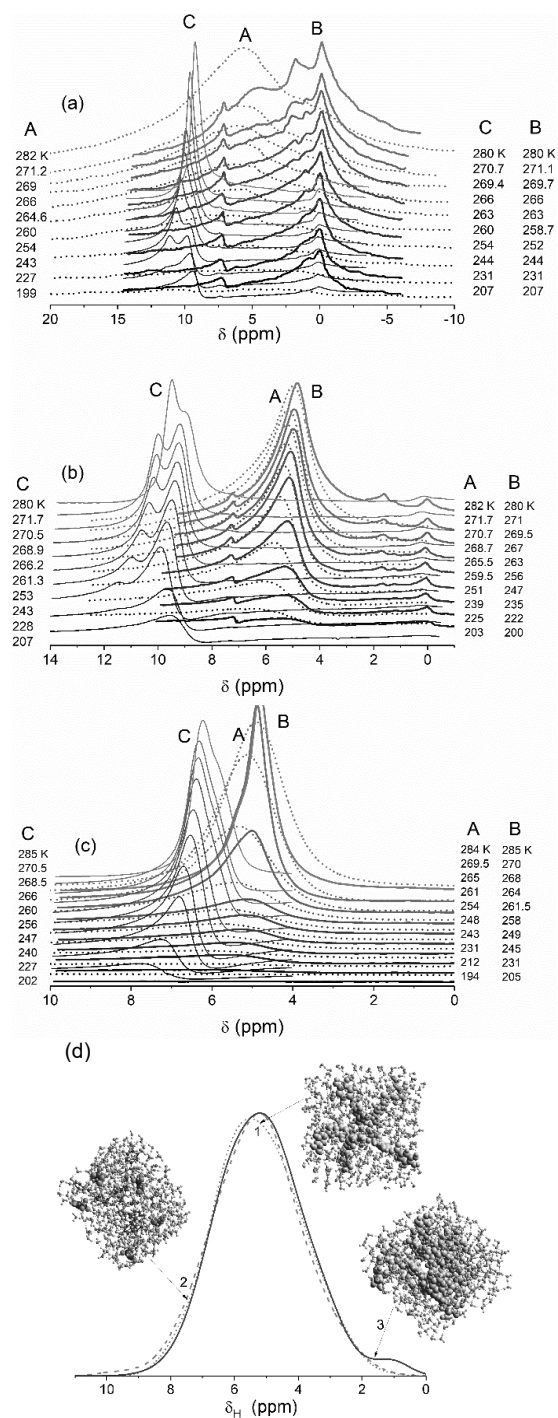 C
A
B
(a)
A C B
282 K 280 K 280 K
271.2 270.7 271.1
269 269.4 269.7
266 266 266
264.6 263 263
260 260 258.7
254 254 252
243 244 244
227 231 231
199 207 207
20 15 10 5 0 -5 -10
δ (ppm)
C
A B
(b)
C A B
280 K 282 K 280 K
271.7 271.7 271
270.5 270.7 269.5
268.9 268.7 267
266.2 265.5 263
261.3 259.5 256
253 251 247
243 239 235
228 225 222
207 203 200
14 12 10 8 6 4 2 0
δ (ppm)
C A B
(c)
C A B
285 K 284 K 285 K
270.5 269.5 270
268.5 265 268
266 261 264
260 254 261.5
256 248 258
247 243 249
240 231 245
227 212 231
202 194 205
10 8 6 4 2 0
δ (ppm)
(d)
1
2
3
10 8 6 4 2 0
δH (ppm)